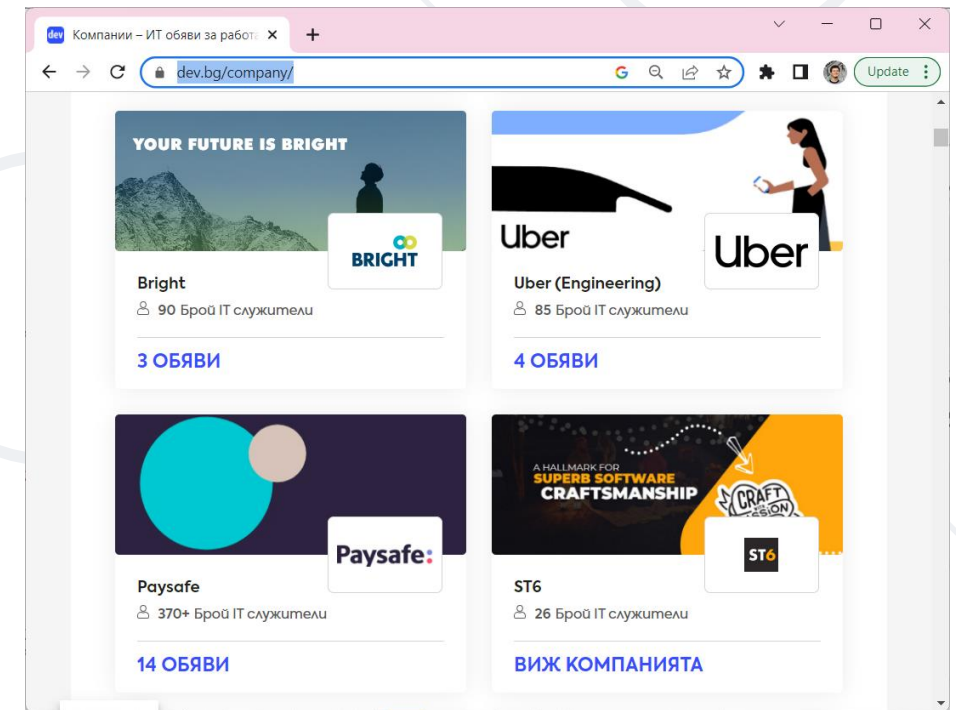 dev Компании – ИТ обяви за работа
dev.bg/company/
Update
YOUR FUTURE IS BRIGHT
BRIGHT
Bright
90 Брой IT служители
3 ОБЯВИ
Uber
Uber
Uber (Engineering)
85 Брой IT служители
4 ОБЯВИ
Paysafe:
Paysafe
370+ Брой IT служители
14 ОБЯВИ
A HALLMARK FOR
SUPERB SOFTWARE
CRAFTSMANSHIP
CRAFT
ST6
ST6
26 Брой IT служители
ВИЖ КОМПАНИЯТА